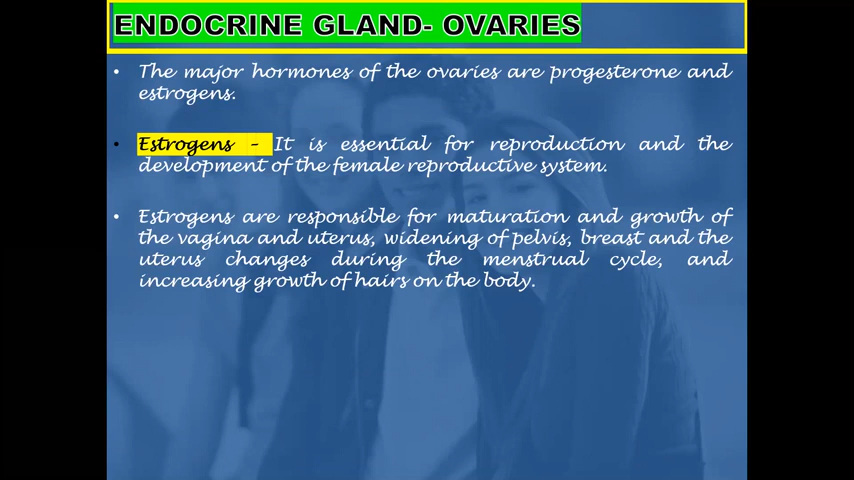 ENDOCRINE GLAND- OVARIES
• The major hormones of the ovaries are progesterone and
estrogens.
• Estrogens – It is essential for reproduction and the
development of the female reproductive system.
• Estrogens are responsible for maturation and growth of
the vagina and uterus, widening of pelvis, breast and the
uterus changes during the menstrual cycle, and
increasing growth of hairs on the body.